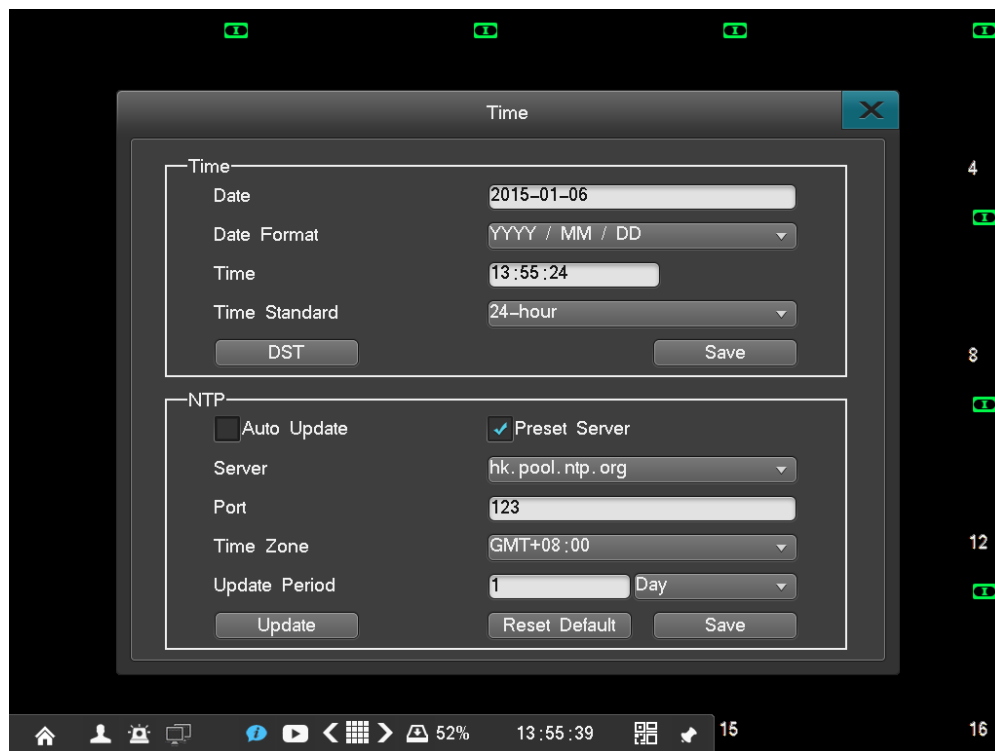 Time
Time
Date 2015-01-06
4
Date Format YYYY / MM / DD
Time 13:55:24
Time Standard 24-hour
DST Save
8
NTP
Auto Update Preset Server
Server hk.pool.ntp.org
Port 123
Time Zone GMT+08:00
12
Update Period 1 Day
Update Reset Default Save
52% 13:55:39 15 16